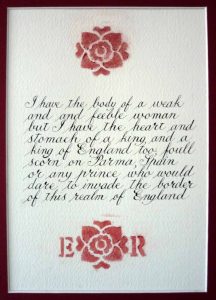 I have the body of a weak
and and feeble woman
but I have the heart and
stomach of a king and a
king of England too, foull
scorn on Parma, Spain
or any prince who would
dare to invade the border
of this realm of England
E R